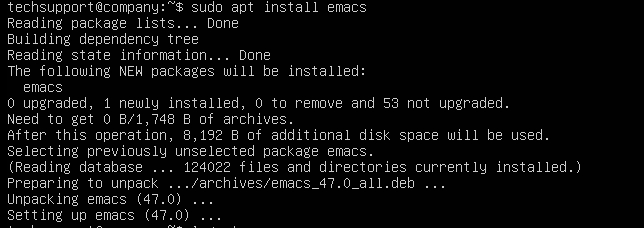 techsupport@company:~$ sudo apt install emacs
Reading package lists... Done
Building dependency tree
Reading state information... Done
The following NEW packages will be installed:
  emacs
0 upgraded, 1 newly installed, 0 to remove and 53 not upgraded.
Need to get 0 B/1,748 B of archives.
After this operation, 8,192 B of additional disk space will be used.
Selecting previously unselected package emacs.
(Reading database ... 124022 files and directories currently installed.)
Preparing to unpack .../archives/emacs_47.0_all.deb ...
Unpacking emacs (47.0) ...
Setting up emacs (47.0) ...